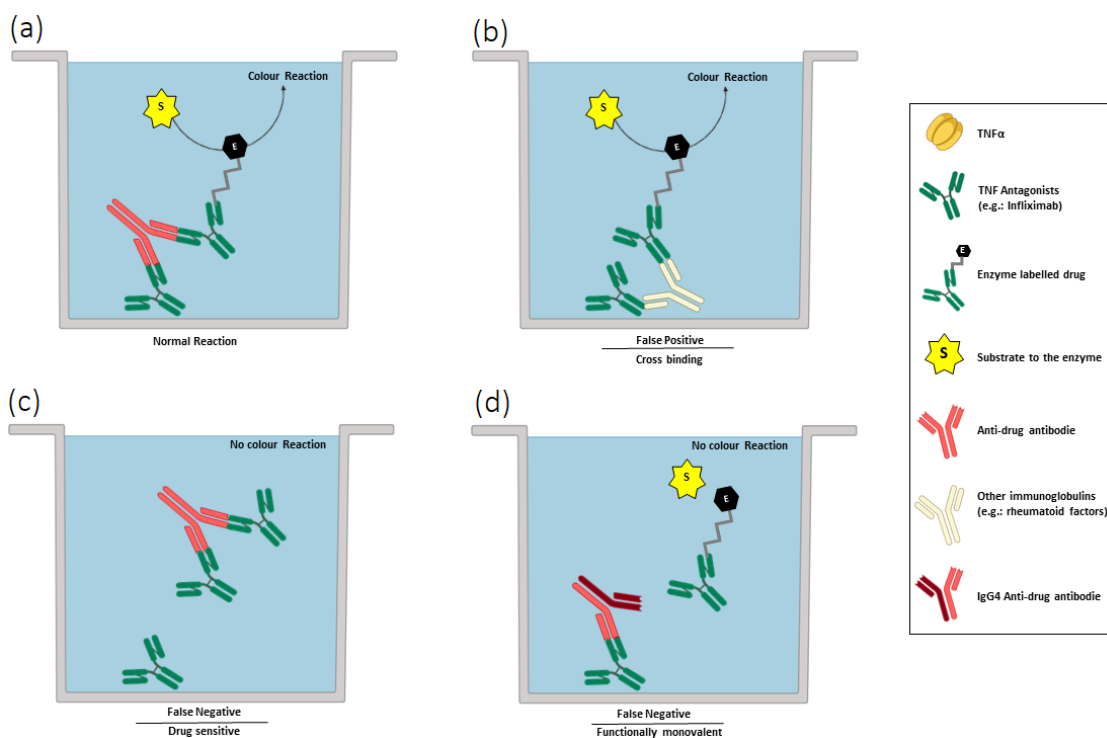 (a)
Colour Reaction
S
E
Normal Reaction
(b)
Colour Reaction
S
E
False Positive
Cross binding
(c)
No colour Reaction
False Negative
Drug sensitive
(d)
No colour Reaction
S
E
False Negative
Functionally monovalent
TNFα
TNF Antagonists
(e.g.: Infliximab)
E
Enzyme labelled drug
S
Substrate to the enzyme
Anti-drug antibodie
Other immunoglobulins
(e.g.: rheumatoid factors)
IgG4 Anti-drug antibodie